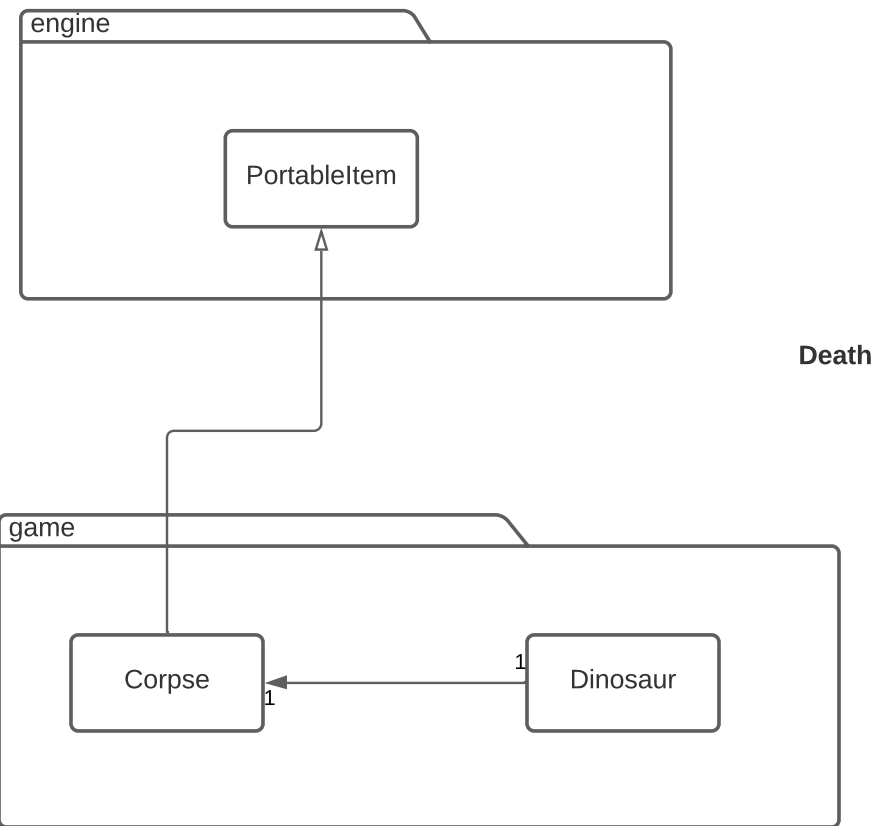 engine
PortableItem
Death
game
Corpse
1
1
Dinosaur